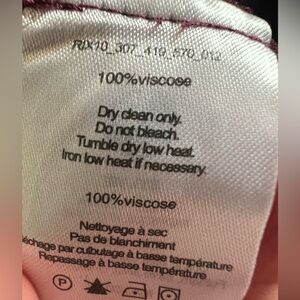 RIX10_307_419_570_012
100%viscose
Dry clean only.
Do not bleach.
Tumble dry low heat.
Iron low heat if necessary.
100%viscose
Nettoyage à sec
Pas de blanchiment
échage par culbutage à basse température
Repassage à basse température
P